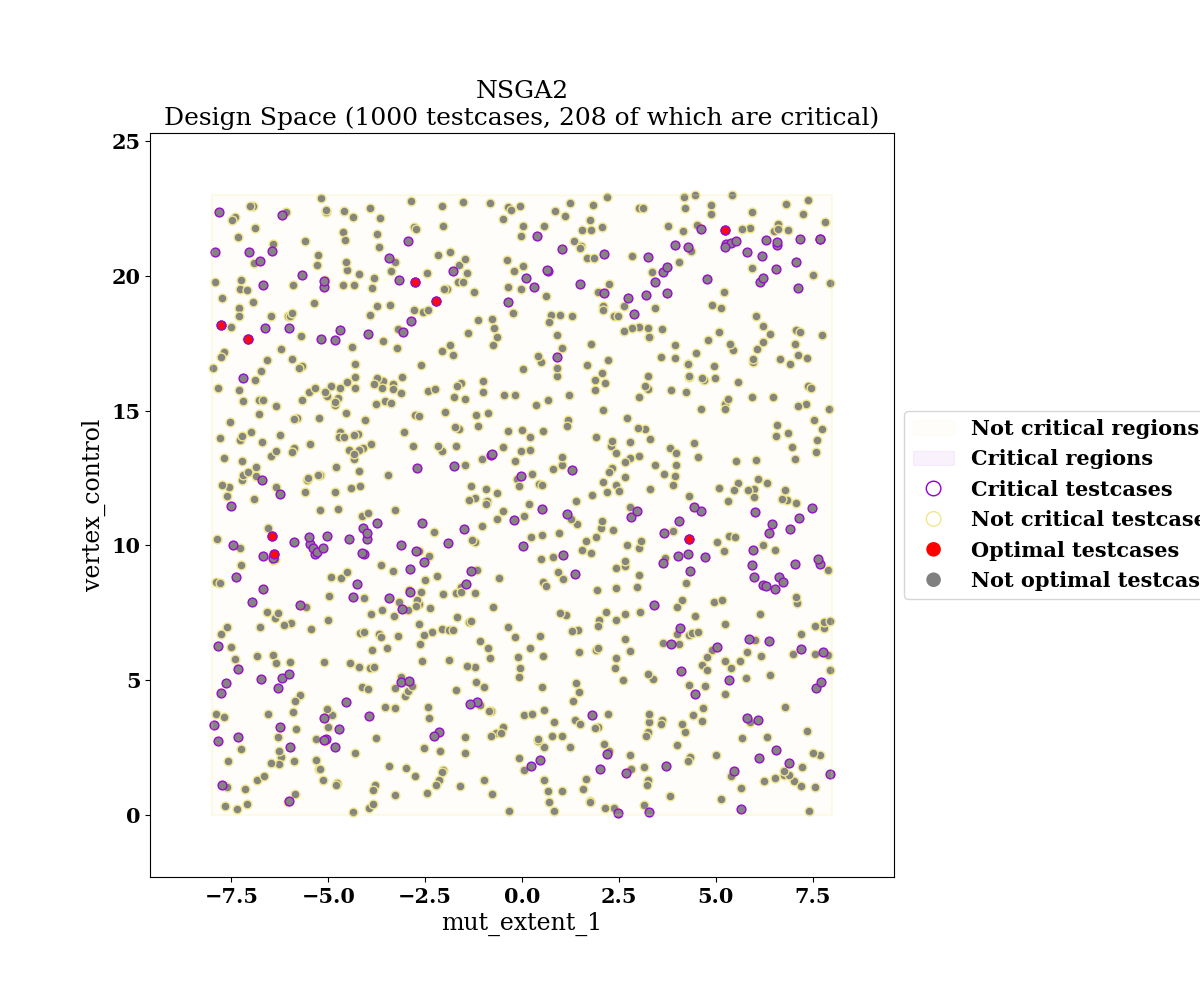 NSGA2
Design Space (1000 testcases, 208 of which are critical)
25
20
15
10
5
0
vertex_control
−7.5 −5.0 −2.5 0.0 2.5 5.0 7.5
mut_extent_1
Not critical regions
Critical regions
Critical testcases
Not critical testcase
Optimal testcases
Not optimal testcas